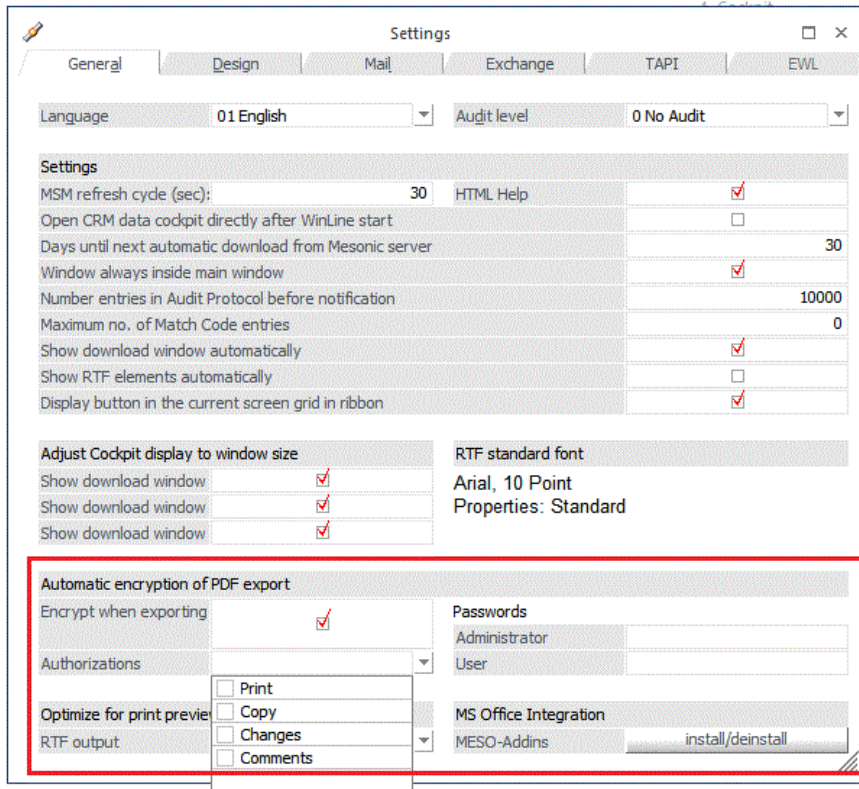 Settings
General Design Mail Exchange TAPI EWL
Language 01 English Audit level 0 No Audit
Settings
MSM refresh cycle (sec): 30 HTML Help
Open CRM data cockpit directly after WinLine start
Days until next automatic download from Mesonic server 30
Window always inside main window
Number entries in Audit Protocol before notification 10000
Maximum no. of Match Code entries 0
Show download window automatically
Show RTF elements automatically
Display button in the current screen grid in ribbon
Adjust Cockpit display to window size RTF standard font
Show download window Arial, 10 Point
Show download window Properties: Standard
Show download window
Automatic encryption of PDF export
Encrypt when exporting Passwords
Administrator
Authorizations User
Print
Optimize for print previe Copy MS Office Integration
Changes
RTF output MESO-Addins install/deinstall
Comments